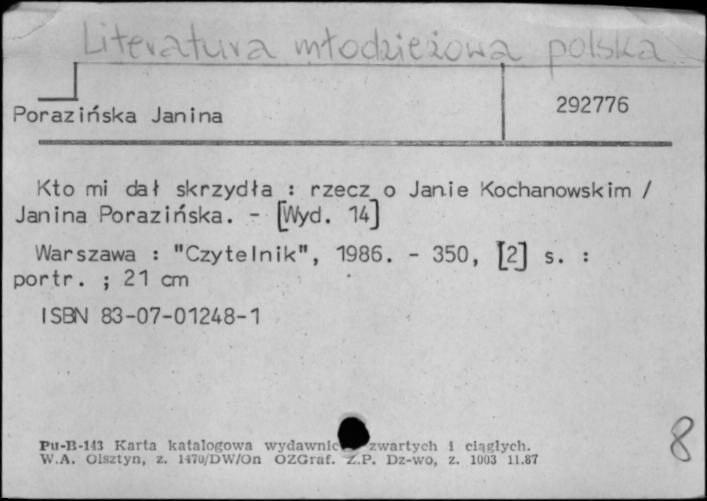 Literatura młodzieżowa polska
Porazińska Janina
292776
Kto mi dał skrzydła : rzecz o Janie Kochanowskim /
Janina Porazińska. - [Wyd. 14]
Warszawa : "Czytelnik", 1986. - 350, [2] s. :
portr. ; 21 cm
ISBN 83-07-01248-1
8
Pu-B-143 Karta katalogowa zwartych i ciągłych.
W.A. Olsztyn, z. 1470/DW/On OZGraf. Z.P. Dz-wo, z. 1003 11.87